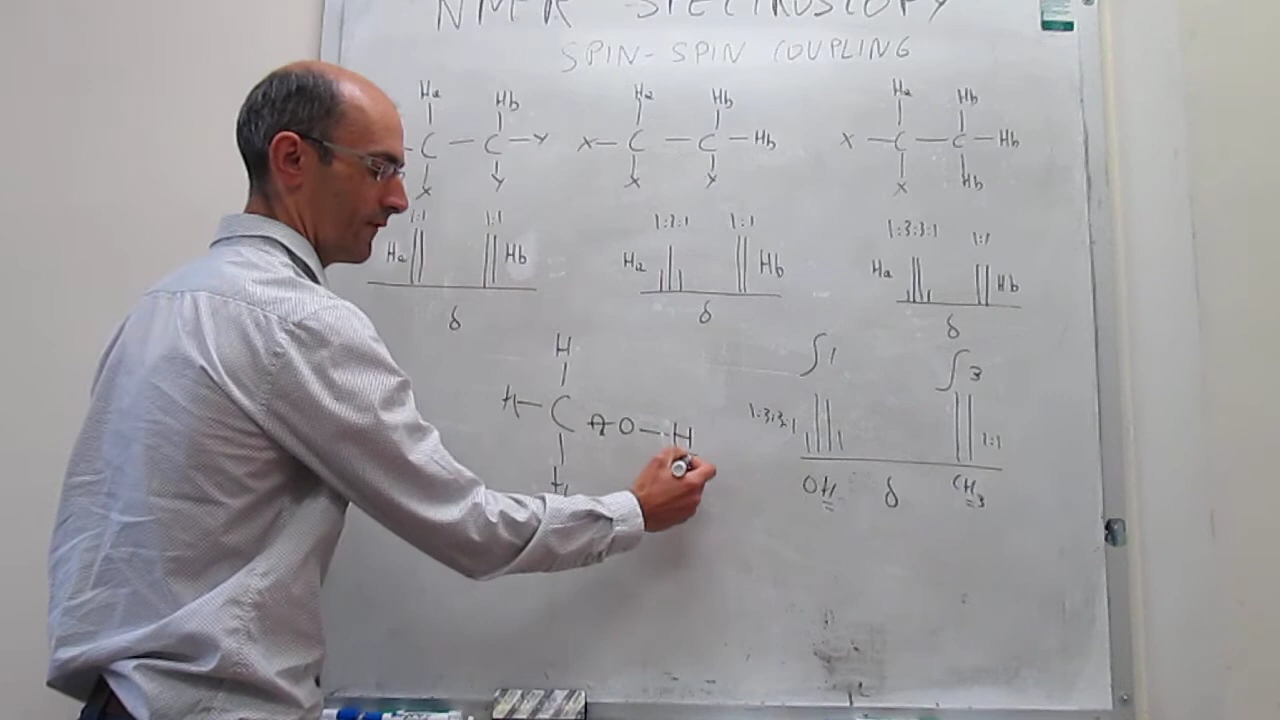 NMR SPECTROSCOPY
SPIN-SPIN COUPLING
Ha Hb Ha Hb Ha Hb
C — C — Y X — C — C — Hb X — C — C — Hb
X Y X Y X Hb
1:1 1:1 1:2:1 1:1 1:3:3:1 1:1
Ha Hb Ha Hb Ha Hb
δ δ δ
H ∫1 ∫3
H — C — O — H 1:3:3:1 1:1
H OH δ CH3